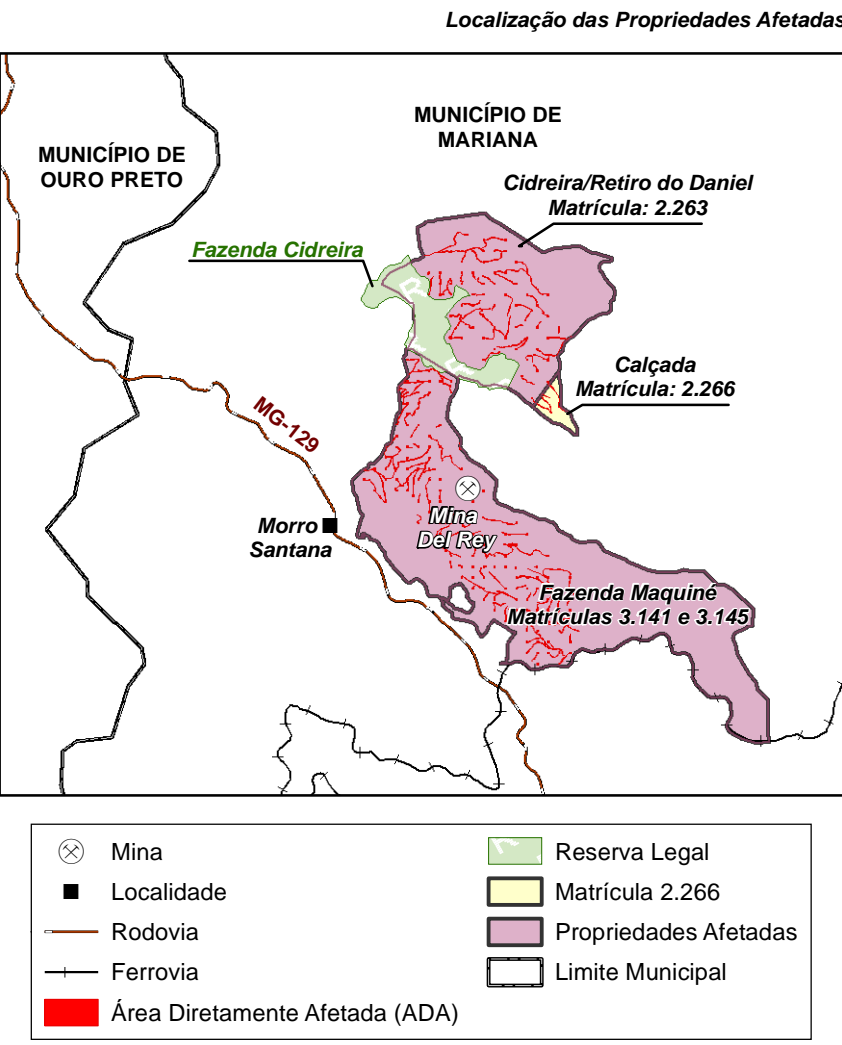 Localização das Propriedades Afetadas
MUNICÍPIO DE
OURO PRETO
MUNICÍPIO DE
MARIANA
Cidreira/Retiro do Daniel
Matrícula: 2.263
Fazenda Cidreira
Calçada
Matrícula: 2.266
MG-129
Morro
Santana
Mina
Del Rey
Fazenda Maquiné
Matrículas 3.141 e 3.145
Mina
Localidade
Rodovia
Ferrovia
Área Diretamente Afetada (ADA)
Reserva Legal
Matrícula 2.266
Propriedades Afetadas
Limite Municipal